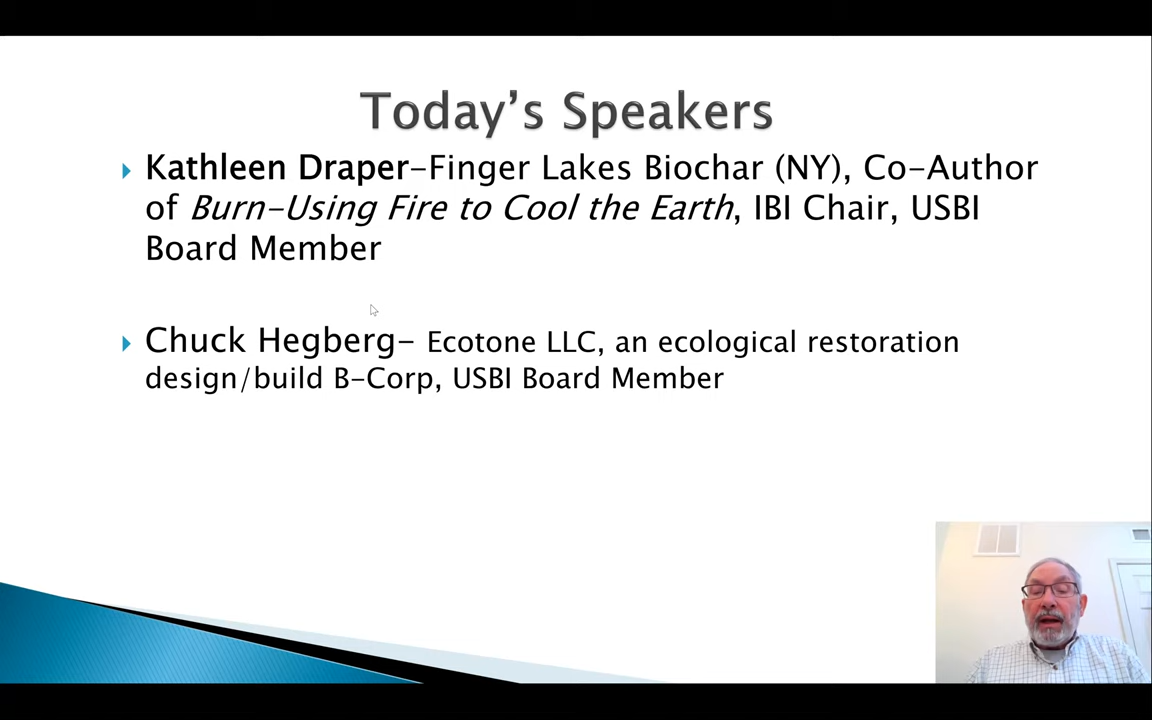 Today's Speakers
Kathleen Draper-Finger Lakes Biochar (NY), Co-Author
of Burn-Using Fire to Cool the Earth, IBI Chair, USBI
Board Member
Chuck Hegberg- Ecotone LLC, an ecological restoration
design/build B-Corp, USBI Board Member